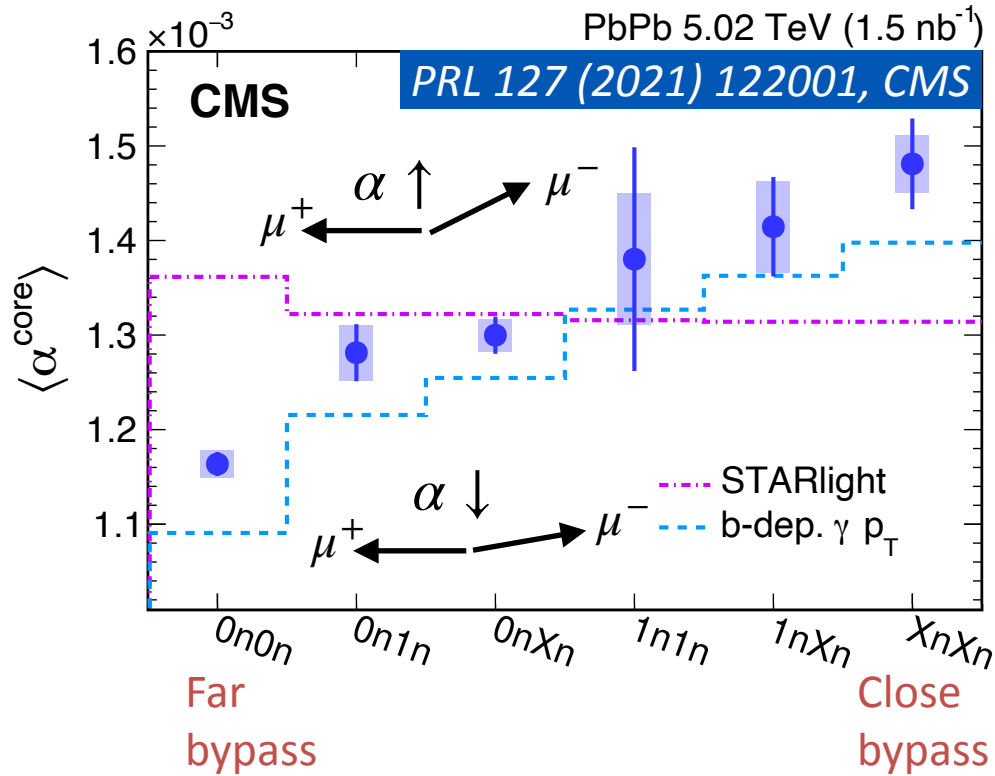 ×10⁻³
PbPb 5.02 TeV (1.5 nb⁻¹)
PRL 127 (2021) 122001, CMS
CMS
⟨α^core⟩
1.6
1.5
1.4
1.3
1.2
1.1
α ↑
μ⁺ μ⁻
α ↓
μ⁺ μ⁻
STARlight
b-dep. γ p_T
0n0n 0n1n 0nXn 1n1n 1nXn XnXn
Far bypass
Close bypass